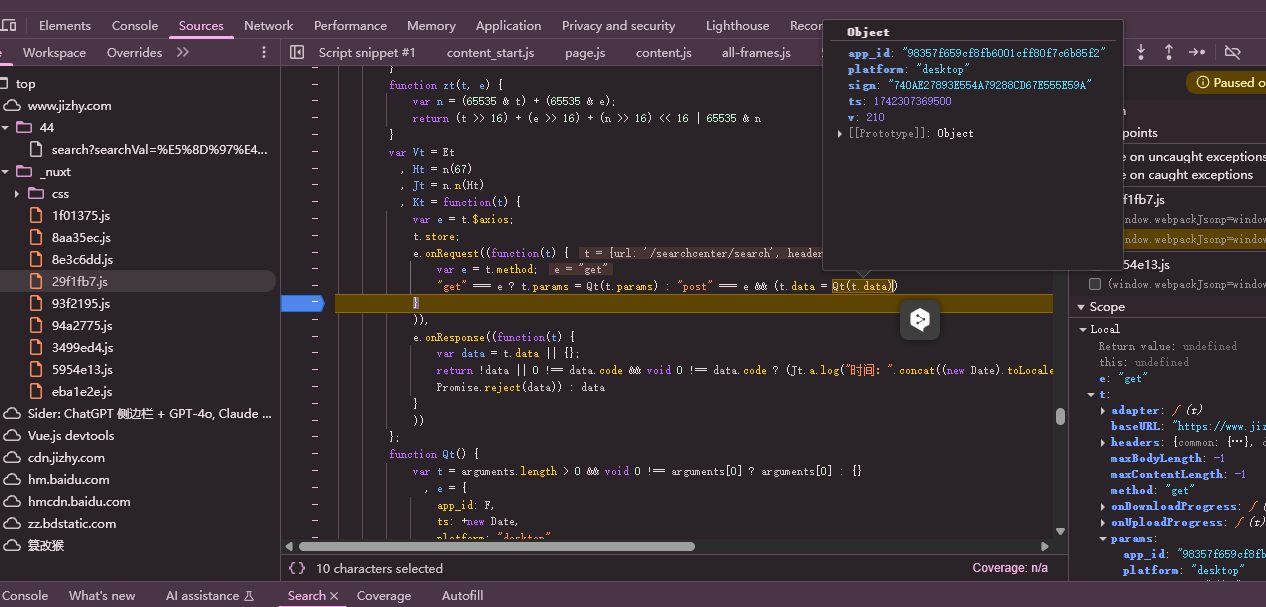 Elements Console Sources Network Performance Memory Application Privacy and security Lighthouse Recor
Workspace Overrides
Script snippet #1 content_start.js page.js content.js all-frames.js
Paused o
top
www.jizhy.com
44
search?searchVal=%E5%8D%97%E4...
_nuxt
css
1f01375.js
8aa35ec.js
8e3c6dd.js
29f1fb7.js
93f2195.js
94a2775.js
3499ed4.js
5954e13.js
eba1e2e.js
Sider: ChatGPT 侧边栏 + GPT-4o, Claude ...
Vue.js devtools
cdn.jizhy.com
hm.baidu.com
hmcdn.baidu.com
zz.bdstatic.com
篡改猴
}
function zt(t, e) {
var n = (65535 & t) + (65535 & e);
return (t >> 16) + (e >> 16) + (n >> 16) << 16 | 65535 & n
}
var Vt = Et
, Ht = n(67)
, Jt = n.n(Ht)
, Kt = function(t) {
var e = t.$axios;
t.store;
e.onRequest((function(t) { t = {url: '/searchcenter/search', header
var e = t.method; e = "get"
"get" === e ? t.params = Qt(t.params) : "post" === e && (t.data = Qt(t.data))
}
)),
e.onResponse((function(t) {
var data = t.data || {};
return !data || 0 !== data.code && void 0 !== data.code ? (Jt.a.log("时间: ".concat((new Date).toLocale
Promise.reject(data)) : data
}
))
};
function Qt() {
var t = arguments.length > 0 && void 0 !== arguments[0] ? arguments[0] : {}
, e = {
app_id: F,
ts: +new Date,
platform: "desktop"
{} 10 characters selected
Coverage: n/a
Object
app_id: "98357f659cf8fb6001cff80f7c6b85f2"
platform: "desktop"
sign: "740AE27893E554A79288CD67E555E59A"
ts: 1742307369500
v: 210
[[Prototype]]: Object
points
e on uncaught exceptions
e on caught exceptions
f1fb7.js
indow.webpackJsonp=window
indow.webpackJsonp=window
54e13.js
(window.webpackJsonp=window
Scope
Local
Return value: undefined
this: undefined
e: "get"
t:
adapter: ƒ (t)
baseURL: "https://www.jiz
headers: {common: {…}, d
maxBodyLength: -1
maxContentLength: -1
method: "get"
onDownloadProgress: ƒ (
onUploadProgress: ƒ (t)
params:
app_id: "98357f659cf8fb
platform: "desktop"
Console What's new AI assistance Search Coverage Autofill